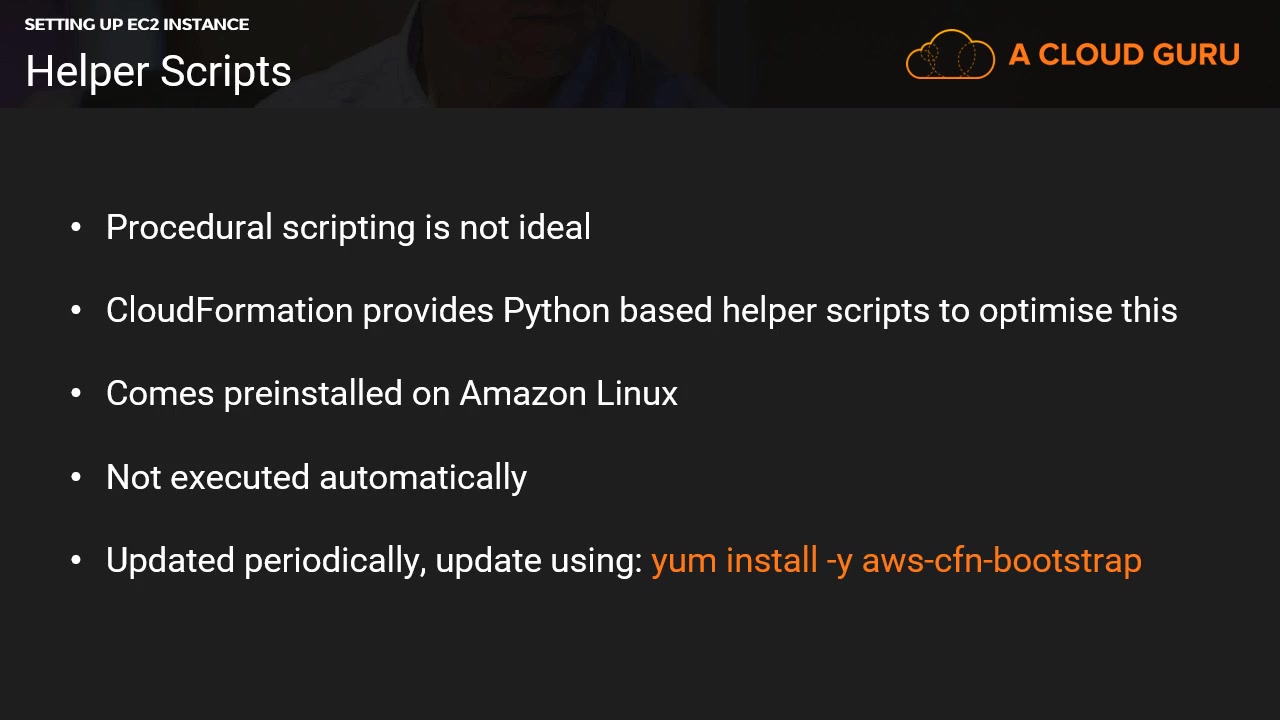 SETTING UP EC2 INSTANCE
Helper Scripts
A CLOUD GURU
• Procedural scripting is not ideal
• CloudFormation provides Python based helper scripts to optimise this
• Comes preinstalled on Amazon Linux
• Not executed automatically
• Updated periodically, update using: yum install -y aws-cfn-bootstrap